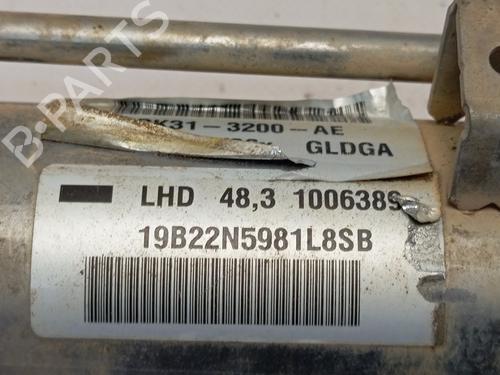 B-PARTS
K31-3200-AE
GLDGA
LHD 48,3 1006389
19B22N5981L8SB